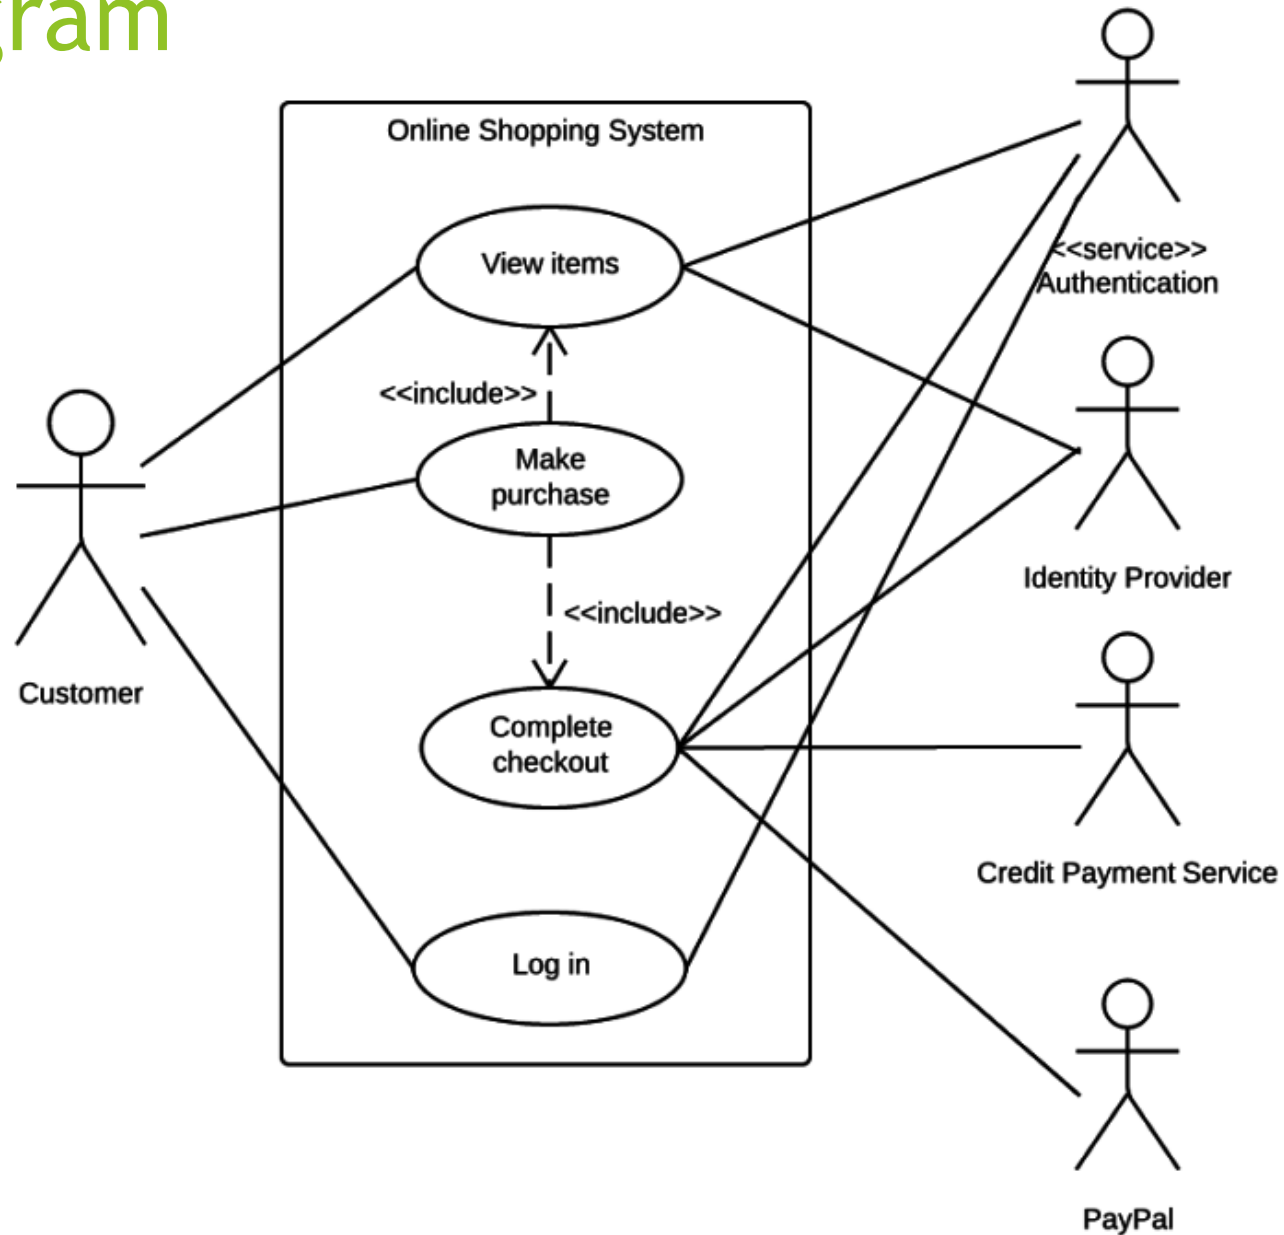 gram
Online Shopping System
View items
<<include>>
Make
purchase
<<include>>
Complete
checkout
Log in
Customer
<<service>>
Authentication
Identity Provider
Credit Payment Service
PayPal